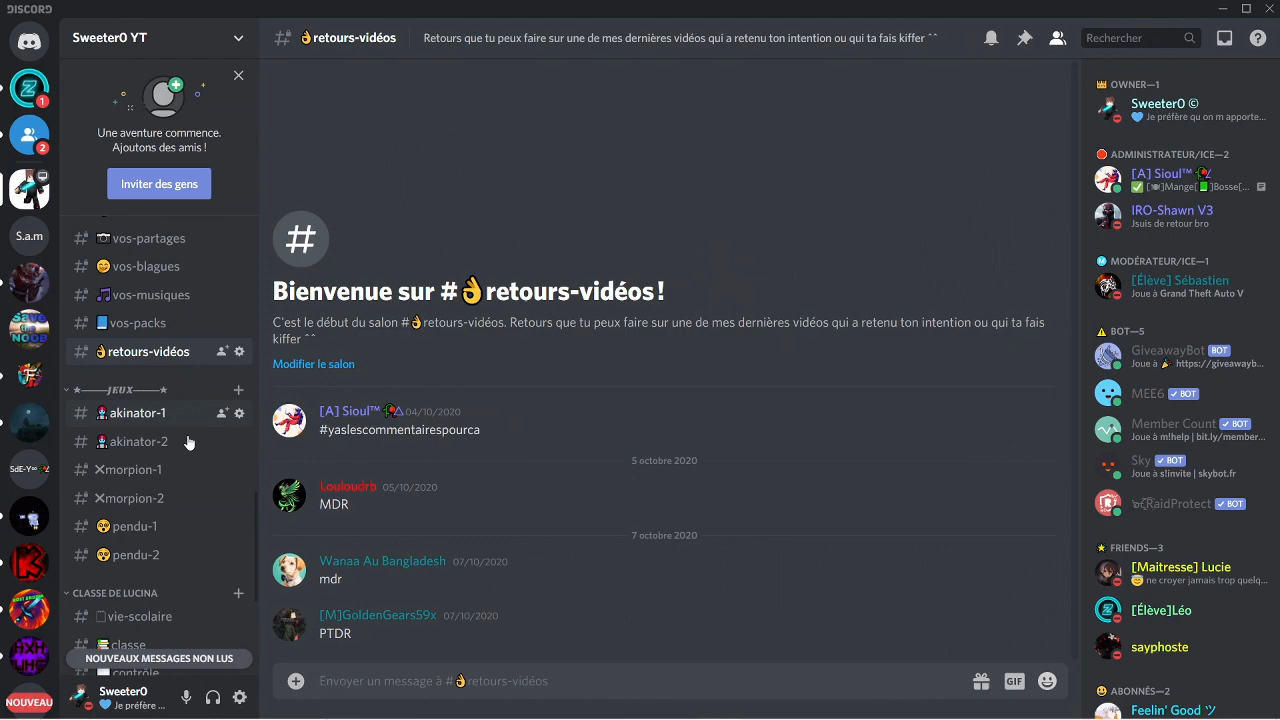 DISCORD
Sweeter0 YT
Une aventure commence.
Ajoutons des amis !
Inviter des gens
vos-partages
vos-blagues
vos-musiques
vos-packs
👌retours-vidéos
★────JEUX────★
akinator-1
akinator-2
❌morpion-1
❌morpion-2
pendu-1
pendu-2
CLASSE DE LUCINA
vie-scolaire
classe
contrôle
NOUVEAUX MESSAGES NON LUS
Sweeter0
💙 Je préfère ...
1
2
S.a.m
Save the NOOB
SdE-Y∞
NOUVEAU
👌retours-vidéos
Retours que tu peux faire sur une de mes dernières vidéos qui a retenu ton intention ou qui ta fais kiffer ^^
Rechercher
#
Bienvenue sur #👌retours-vidéos !
C'est le début du salon #👌retours-vidéos. Retours que tu peux faire sur une de mes dernières vidéos qui a retenu ton intention ou qui ta fais
kiffer ^^
Modifier le salon
[A] Sioul™ 04/10/2020
#yaslescommentairespourca
5 octobre 2020
Louloudrb 05/10/2020
MDR
7 octobre 2020
Wanaa Au Bangladesh 07/10/2020
mdr
[M]GoldenGears59x 07/10/2020
PTDR
Envoyer un message à #👌retours-vidéos
GIF
OWNER—1
Sweeter0 ©
💙 Je préfère qu on m apporte...
ADMINISTRATEUR/ICE—2
[A] Sioul™
✅ [🍽]Mange[📗]Bosse[...
IRO-Shawn V3
Jsuis de retour bro
MODÉRATEUR/ICE—1
[Élève] Sébastien
Joue à Grand Theft Auto V
BOT—5
GiveawayBot BOT
Joue à 🎉 https://giveawayb...
MEE6 ✓ BOT
Member Count ✓ BOT
Joue à m!help | bit.ly/member...
Sky ✓ BOT
Joue à s!invite | skybot.fr
RaidProtect ✓ BOT
FRIENDS—3
[Maitresse] Lucie
😇 ne croyer jamais trop quelq...
[Élève]Léo
sayphoste
ABONNÉS—2
Feelin' Good ツ